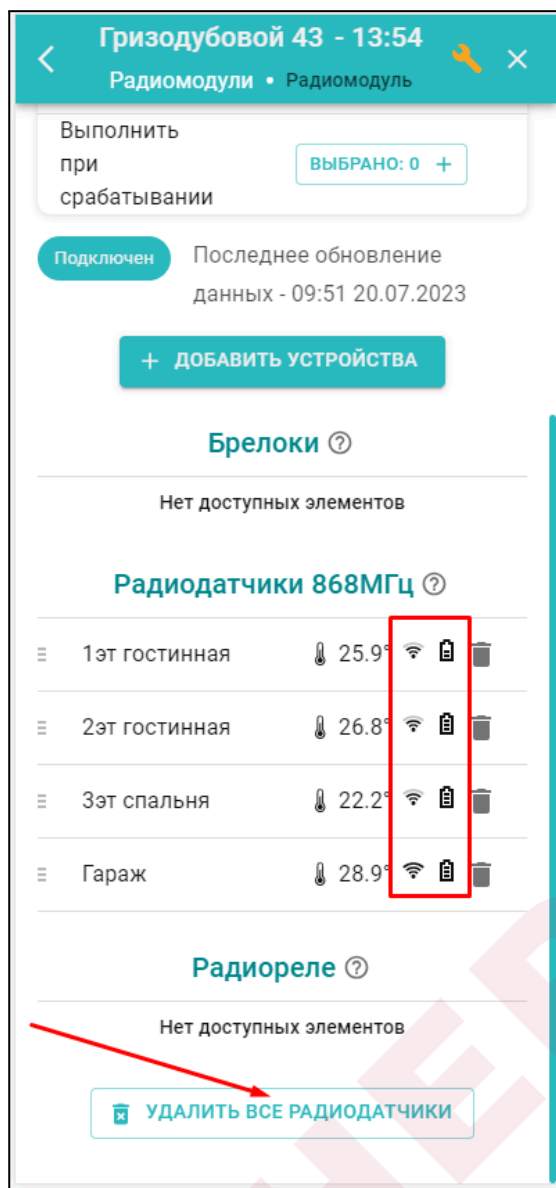 Гризодубовой 43 - 13:54
Радиомодули • Радиомодуль
Выполнить
при
срабатывании
ВЫБРАНО: 0 +
Подключен
Последнее обновление
данных - 09:51 20.07.2023
+ ДОБАВИТЬ УСТРОЙСТВА
Брелоки ?
Нет доступных элементов
Радиодатчики 868МГц ?
1эт гостинная 25.9°
2эт гостинная 26.8°
3эт спальня 22.2°
Гараж 28.9°
Радиореле ?
Нет доступных элементов
УДАЛИТЬ ВСЕ РАДИОДАТЧИКИ